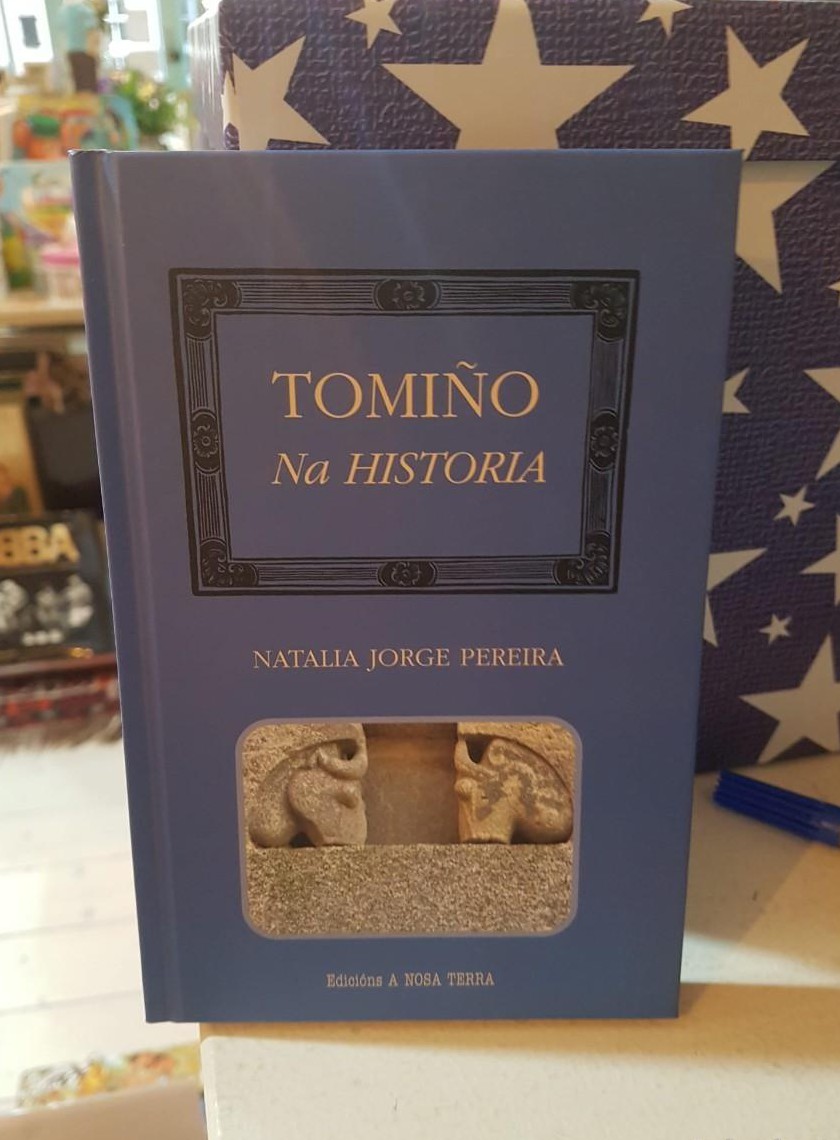 TOMIÑO
Na HISTORIA
NATALIA JORGE PEREIRA
Edicións A NOSA TERRA
BBA